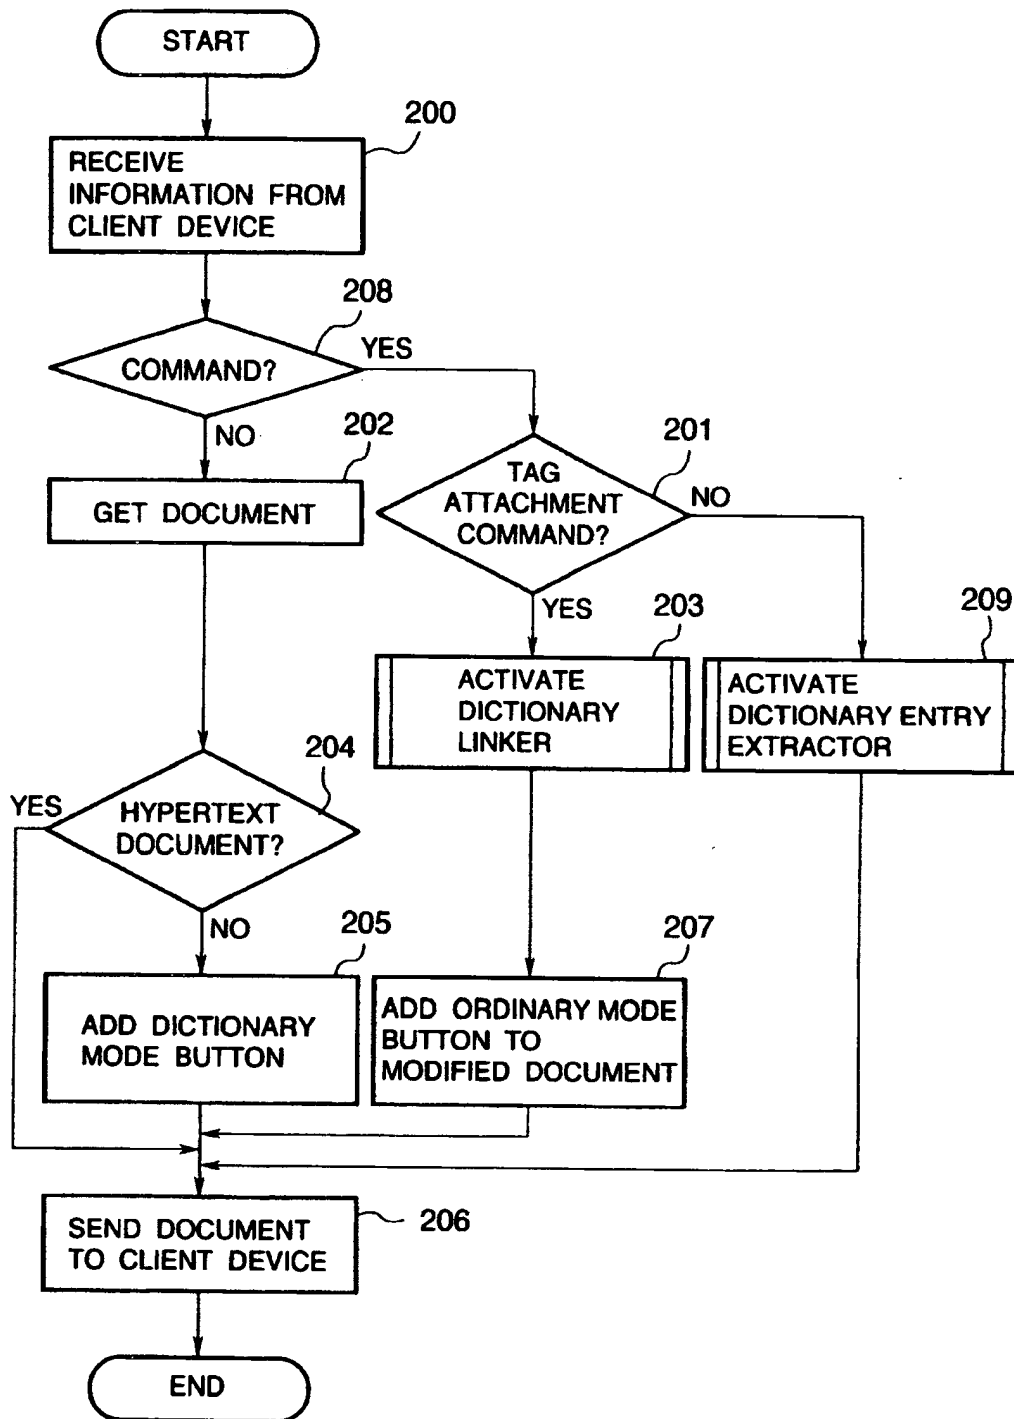 START
200
RECEIVE
INFORMATION FROM
CLIENT DEVICE
208
COMMAND?
YES
NO
202
GET DOCUMENT
201
TAG
ATTACHMENT
COMMAND?
NO
YES
203
ACTIVATE
DICTIONARY
LINKER
209
ACTIVATE
DICTIONARY ENTRY
EXTRACTOR
204
YES
HYPERTEXT
DOCUMENT?
NO
205
ADD DICTIONARY
MODE BUTTON
207
ADD ORDINARY MODE
BUTTON TO
MODIFIED DOCUMENT
SEND DOCUMENT
TO CLIENT DEVICE
206
END